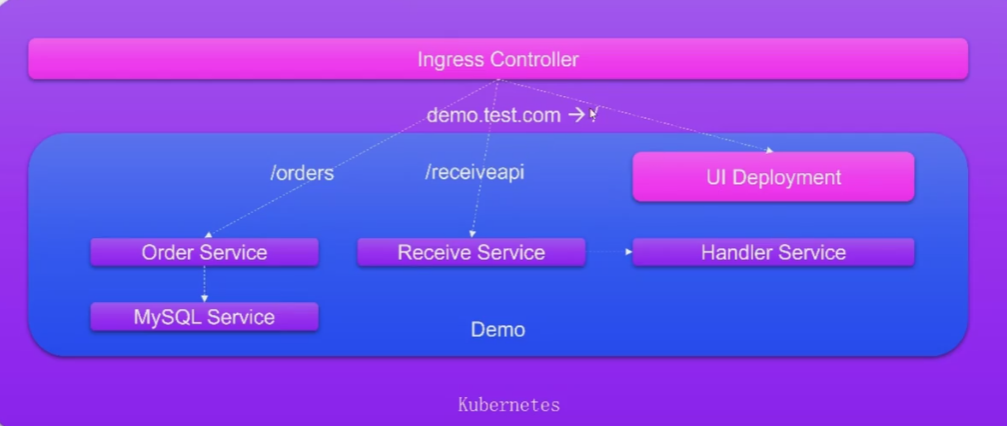 Ingress Controller
demo.test.com → /
/orders
/receiveapi
UI Deployment
Order Service
Receive Service
Handler Service
MySQL Service
Demo
Kubernetes